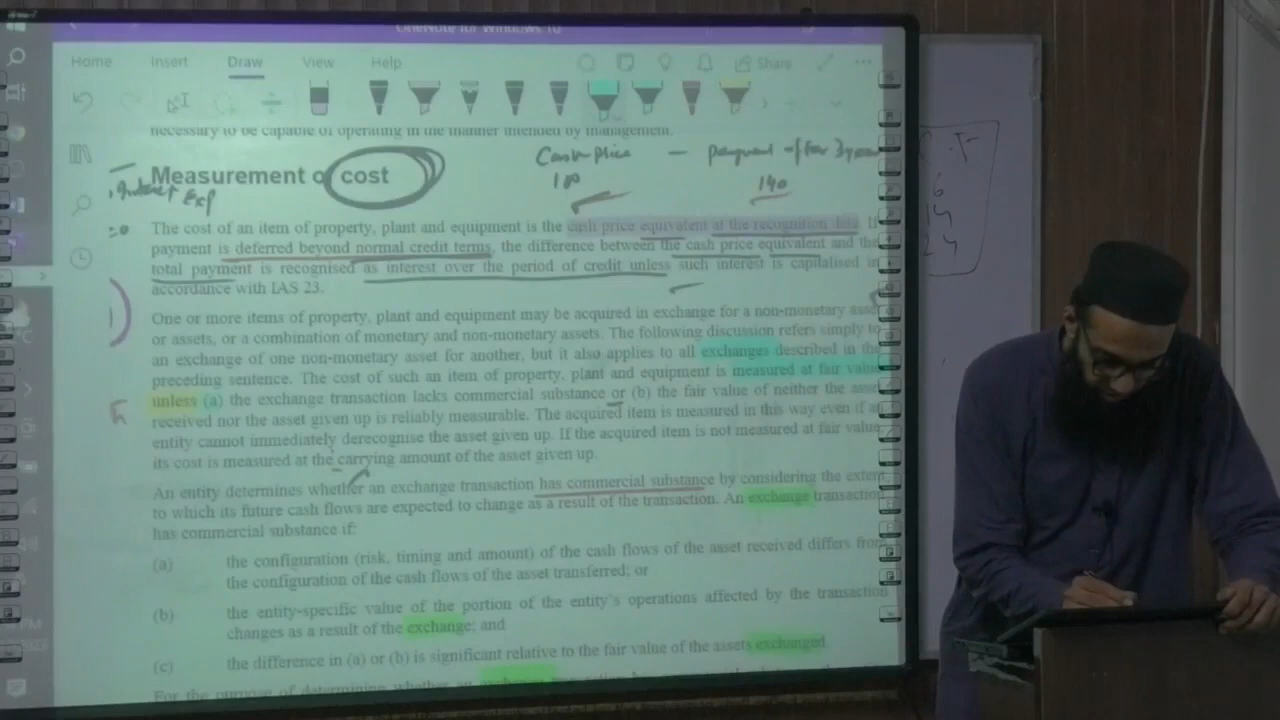 OneNote for Windows 10
Home Insert Draw View Help Share
necessary to be capable of operating in the manner intended by management.
Cash price — payment after 3 year
Measurement of cost
100 140
Interest Exp
The cost of an item of property, plant and equipment is the cash price equivalent at the recognition date. If
payment is deferred beyond normal credit terms, the difference between the cash price equivalent and the
total payment is recognised as interest over the period of credit unless such interest is capitalised in
accordance with IAS 23.
One or more items of property, plant and equipment may be acquired in exchange for a non-monetary asset
or assets, or a combination of monetary and non-monetary assets. The following discussion refers simply to
an exchange of one non-monetary asset for another, but it also applies to all exchanges described in the
preceding sentence. The cost of such an item of property, plant and equipment is measured at fair value
unless (a) the exchange transaction lacks commercial substance or (b) the fair value of neither the asset
received nor the asset given up is reliably measurable. The acquired item is measured in this way even if an
entity cannot immediately derecognise the asset given up. If the acquired item is not measured at fair value,
its cost is measured at the carrying amount of the asset given up.
An entity determines whether an exchange transaction has commercial substance by considering the extent
to which its future cash flows are expected to change as a result of the transaction. An exchange transaction
has commercial substance if:
(a) the configuration (risk, timing and amount) of the cash flows of the asset received differs from
the configuration of the cash flows of the asset transferred; or
(b) the entity-specific value of the portion of the entity's operations affected by the transaction
changes as a result of the exchange; and
(c) the difference in (a) or (b) is significant relative to the fair value of the assets exchanged.
For the purpose of determining whether an exchange